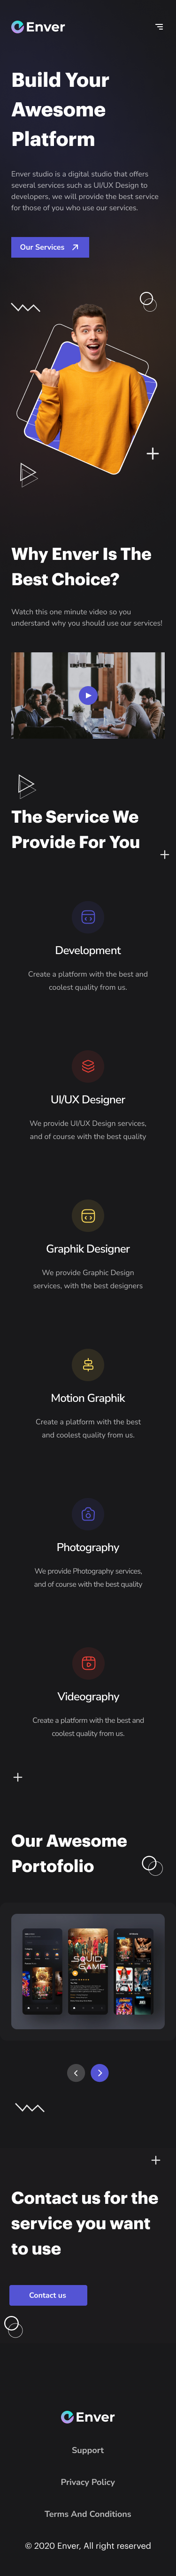 Enver
Build Your
Awesome
Platform
Enver studio is a digital studio that offers
several services such as UI/UX Design to
developers, we will provide the best service
for those of you who use our services.
Our Services
Why Enver Is The
Best Choice?
Watch this one minute video so you
understand why you should use our services!
The Service We
Provide For You
Development
Create a platform with the best and
coolest quality from us.
UI/UX Designer
We provide UI/UX Design services,
and of course with the best quality
Graphik Designer
We provide Graphic Design
services, with the best designers
Motion Graphik
Create a platform with the best
and coolest quality from us.
Photography
We provide Photography services,
and of course with the best quality
Videography
Create a platform with the best and
coolest quality from us.
Our Awesome
Portofolio
SQUID
GAME
Contact us for the
service you want
to use
Contact us
Enver
Support
Privacy Policy
Terms And Conditions
© 2020 Enver, All right reserved